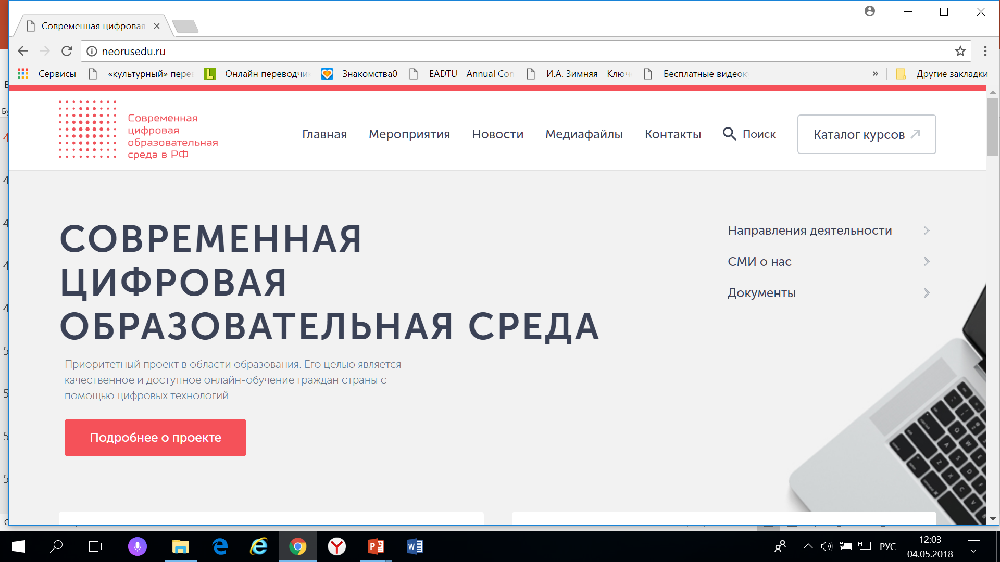 Современная цифровая
neorusedu.ru
Сервисы
«культурный» пере
Онлайн переводчи
Знакомства0
EADTU - Annual Con
И.А. Зимняя - Ключ
Бесплатные видеок
»
Другие закладки
Современная
цифровая
образовательная
среда в РФ
Главная
Мероприятия
Новости
Медиафайлы
Контакты
Поиск
Каталог курсов
СОВРЕМЕННАЯ
ЦИФРОВАЯ
ОБРАЗОВАТЕЛЬНАЯ СРЕДА
Направления деятельности
СМИ о нас
Документы
Приоритетный проект в области образования. Его целью является
качественное и доступное онлайн-обучение граждан страны с
помощью цифровых технологий.
Подробнее о проекте
РУС
12:03
04.05.2018